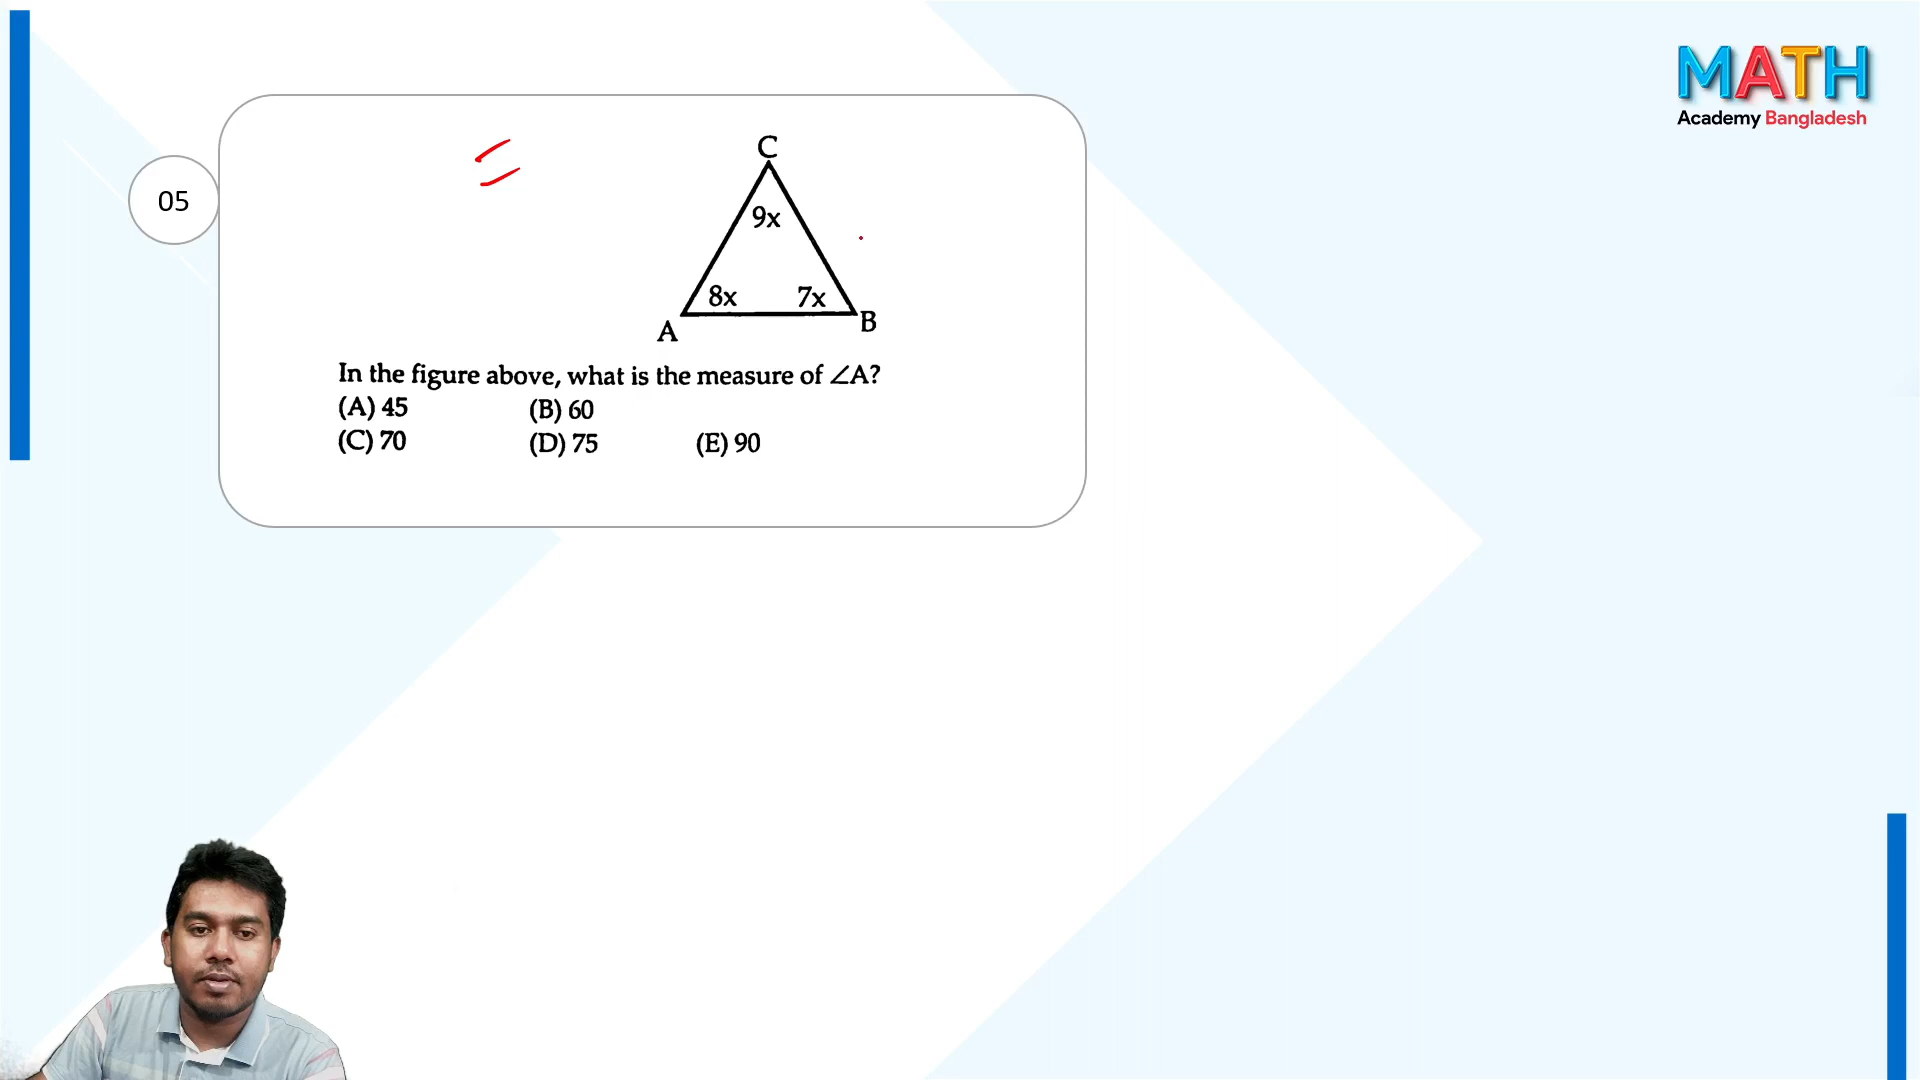 MATH
Academy Bangladesh
05
C
9x
8x 7x
A B
In the figure above, what is the measure of ∠A?
(A) 45 (B) 60
(C) 70 (D) 75 (E) 90